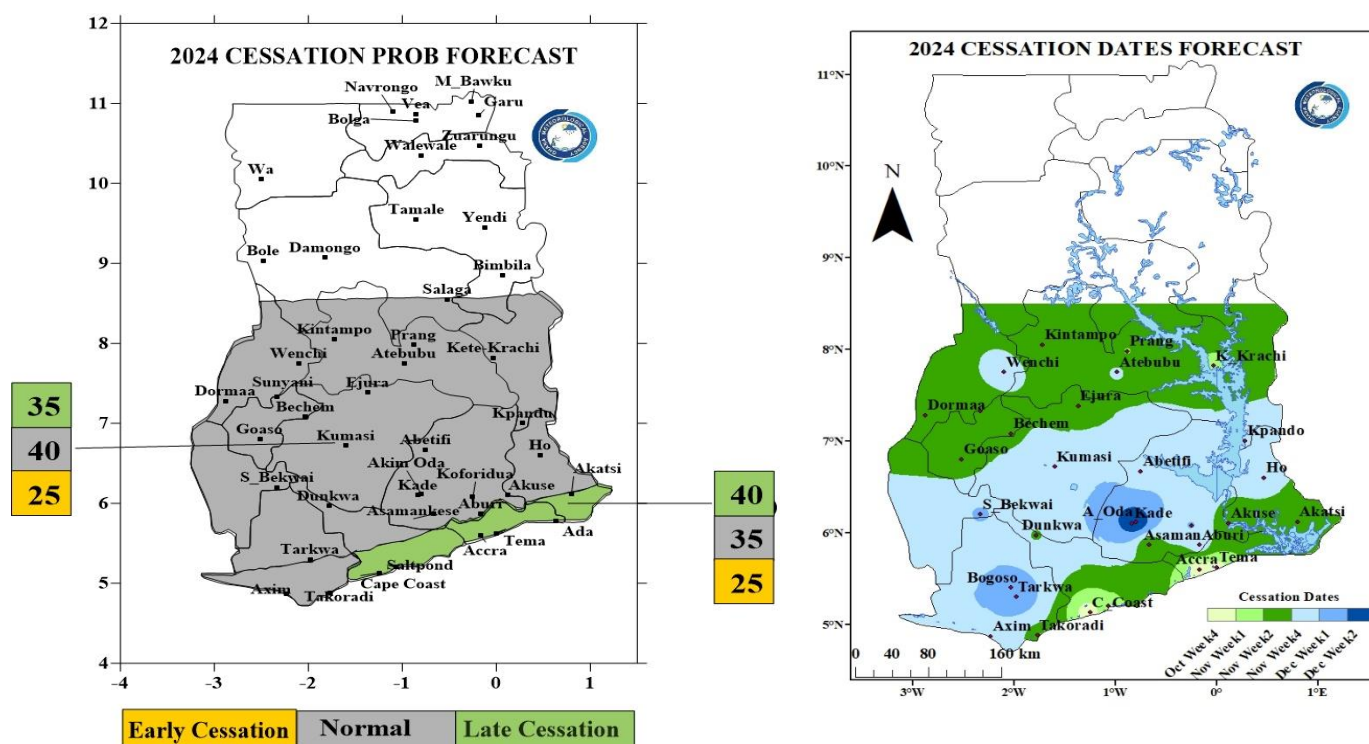 2024 CESSATION PROB FORECAST
12
11
10
9
8
7
6
5
4
-4
-3
-2
-1
0
1
M_Bawku
Navrongo
Vea
Garu
Bolga
Zuarungu
Walewale
Wa
Tamale
Yendi
Bole
Damongo
Bimbila
Salaga
Kintampo
Prang
Wenchi
Atebubu
Kete-Krachi
Sunyani
Ejura
Dormaa
Bechem
Kpandu
Goaso
Kumasi
Abetifi
Ho
Akim Oda
Koforidua
Akatsi
S_Bekwai
Kade
Dunkwa
Aburi
Akuse
Asamankese
Ada
Tema
Accra
Tarkwa
Saltpond
Cape Coast
Axim
Takoradi
35
40
25
40
35
25
Early Cessation
Normal
Late Cessation
GHANA METEOROLOGICAL AGENCY
2024 CESSATION DATES FORECAST
11°N
10°N
9°N
8°N
7°N
6°N
5°N
3°W
2°W
1°W
0°
1°E
N
Kintampo
Prang
Wenchi
Atebubu
K_Krachi
Dormaa
Ejura
Bechem
Goaso
Kumasi
Abetifi
Kpando
Ho
S_Bekwai
A_Oda
Kade
Dunkwa
Akuse
Akatsi
Asaman
Aburi
Accra
Tema
Bogoso
Tarkwa
C_Coast
Axim
Takoradi
Cessation Dates
Oct Week4
Nov Week1
Nov Week2
Nov Week4
Dec Week1
Dec Week2
0
40
80
160 km